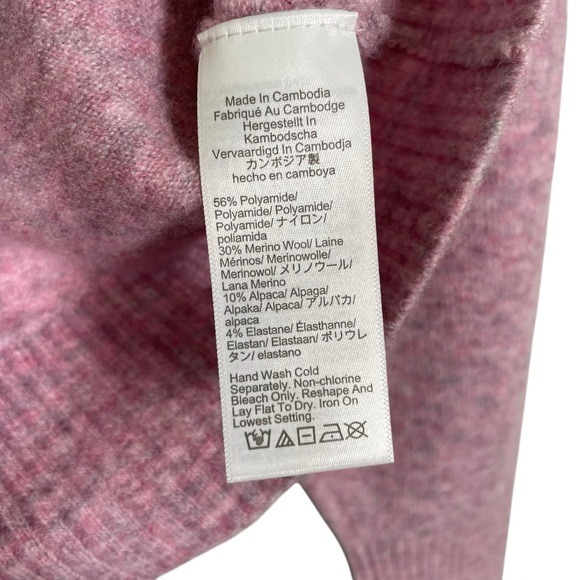 Made In Cambodia
Fabriqué Au Cambodge
Hergestellt In
Kambodscha
Vervaardigd In Cambodja
カンボジア製
hecho en camboya
56% Polyamide/
Polyamide/ Polyamide/
Polyamide/ ナイロン/
poliamida
30% Merino Wool/ Laine
Mérinos/ Merinowolle/
Merinowol/ メリノウール/
Lana Merino
10% Alpaca/ Alpaga/
Alpaka/ Alpaca/ アルパカ/
alpaca
4% Elastane/ Élasthanne/
Elastan/ Elastaan/ ポリウレ
タン/ elastano
Hand Wash Cold
Separately. Non-chlorine
Bleach Only, Reshape And
Lay Flat To Dry. Iron On
Lowest Setting.